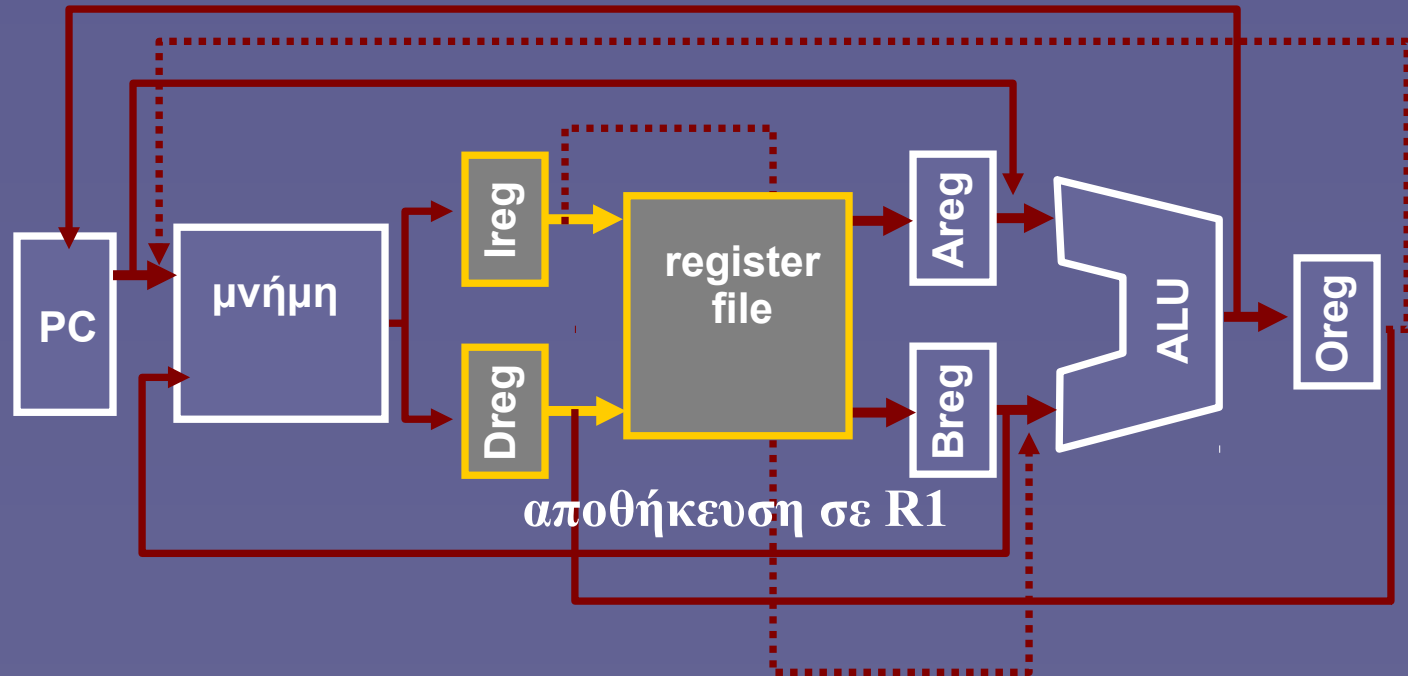 PC
μνήμη
Ireg
Dreg
register
file
Areg
Breg
ALU
Oreg
αποθήκευση σε R1